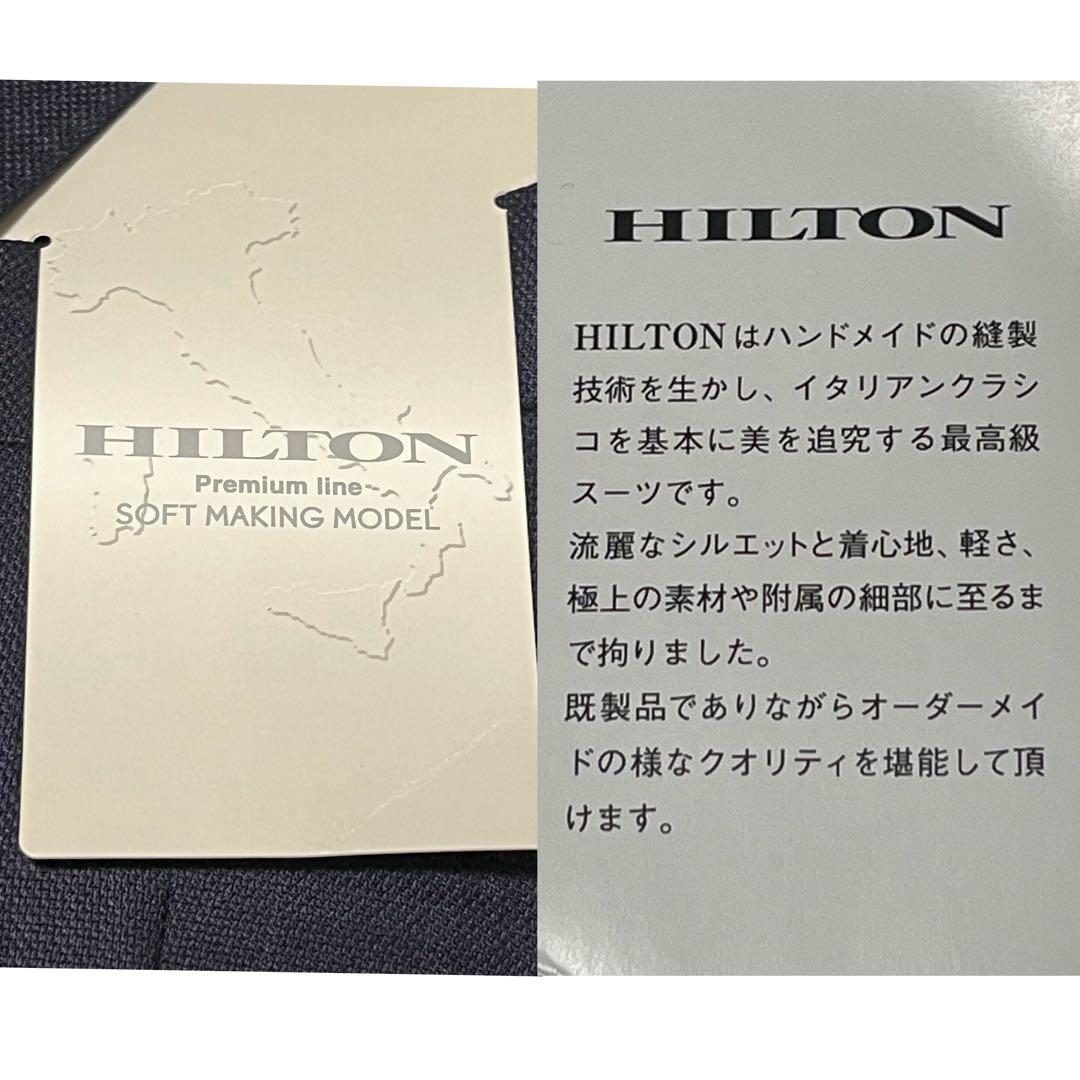 HILTON
Premium line
SOFT MAKING MODEL
HILTON
HILTONはハンドメイドの縫製
技術を生かし、イタリアンクラシ
コを基本に美を追究する最高級
スーツです。
流麗なシルエットと着心地、軽さ、
極上の素材や附属の細部に至るま
で拘りました。
既製品でありながらオーダーメイ
ドの様なクオリティを堪能して頂
けます。